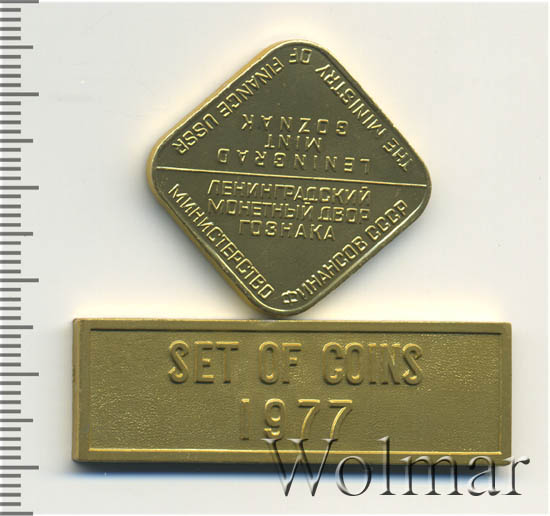 THE MINISTRY OF FINANCE USSR
LENINGRAD
MINT
GOZNAK
ЛЕНИНГРАДСКИЙ
МОНЕТНЫЙ ДВОР
ГОЗНАКА
МИНИСТЕРСТВО ФИНАНСОВ СССР
SET OF COINS
1977
Wolmar